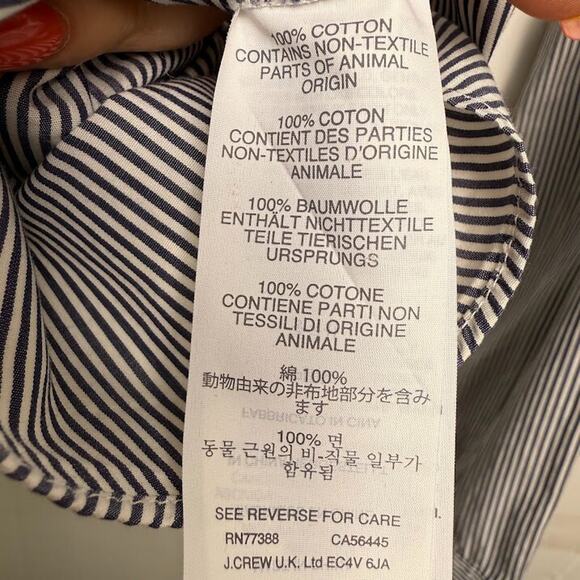 100% COTTON
CONTAINS NON-TEXTILE
PARTS OF ANIMAL
ORIGIN
100% COTON
CONTIENT DES PARTIES
NON-TEXTILES D'ORIGINE
ANIMALE
100% BAUMWOLLE
ENTHÄLT NICHTTEXTILE
TEILE TIERISCHEN
URSPRUNGS
100% COTONE
CONTIENE PARTI NON
TESSILI DI ORIGINE
ANIMALE
綿 100%
動物由来の非布地部分を含み
ます
100% 면
동물 근원의 비-직물 일부가
함유됨
SEE REVERSE FOR CARE
RN77388 CA56445
J.CREW U.K. Ltd EC4V 6JA